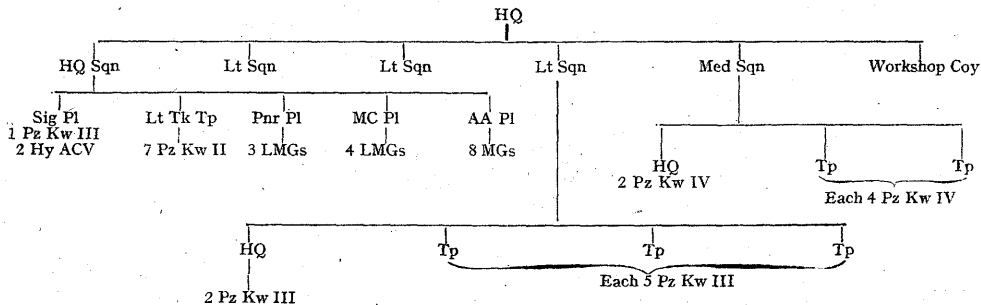 HQ
HQ Sqn Lt Sqn Lt Sqn Lt Sqn Med Sqn Workshop Coy
Sig Pl Lt Tk Tp Pnr Pl MC Pl AA Pl
1 Pz Kw III
2 Hy ACV 7 Pz Kw II 3 LMGs 4 LMGs 8 MGs
HQ Tp Tp
2 Pz Kw IV
Each 4 Pz Kw IV
HQ Tp Tp Tp
Each 5 Pz Kw III
2 Pz Kw III